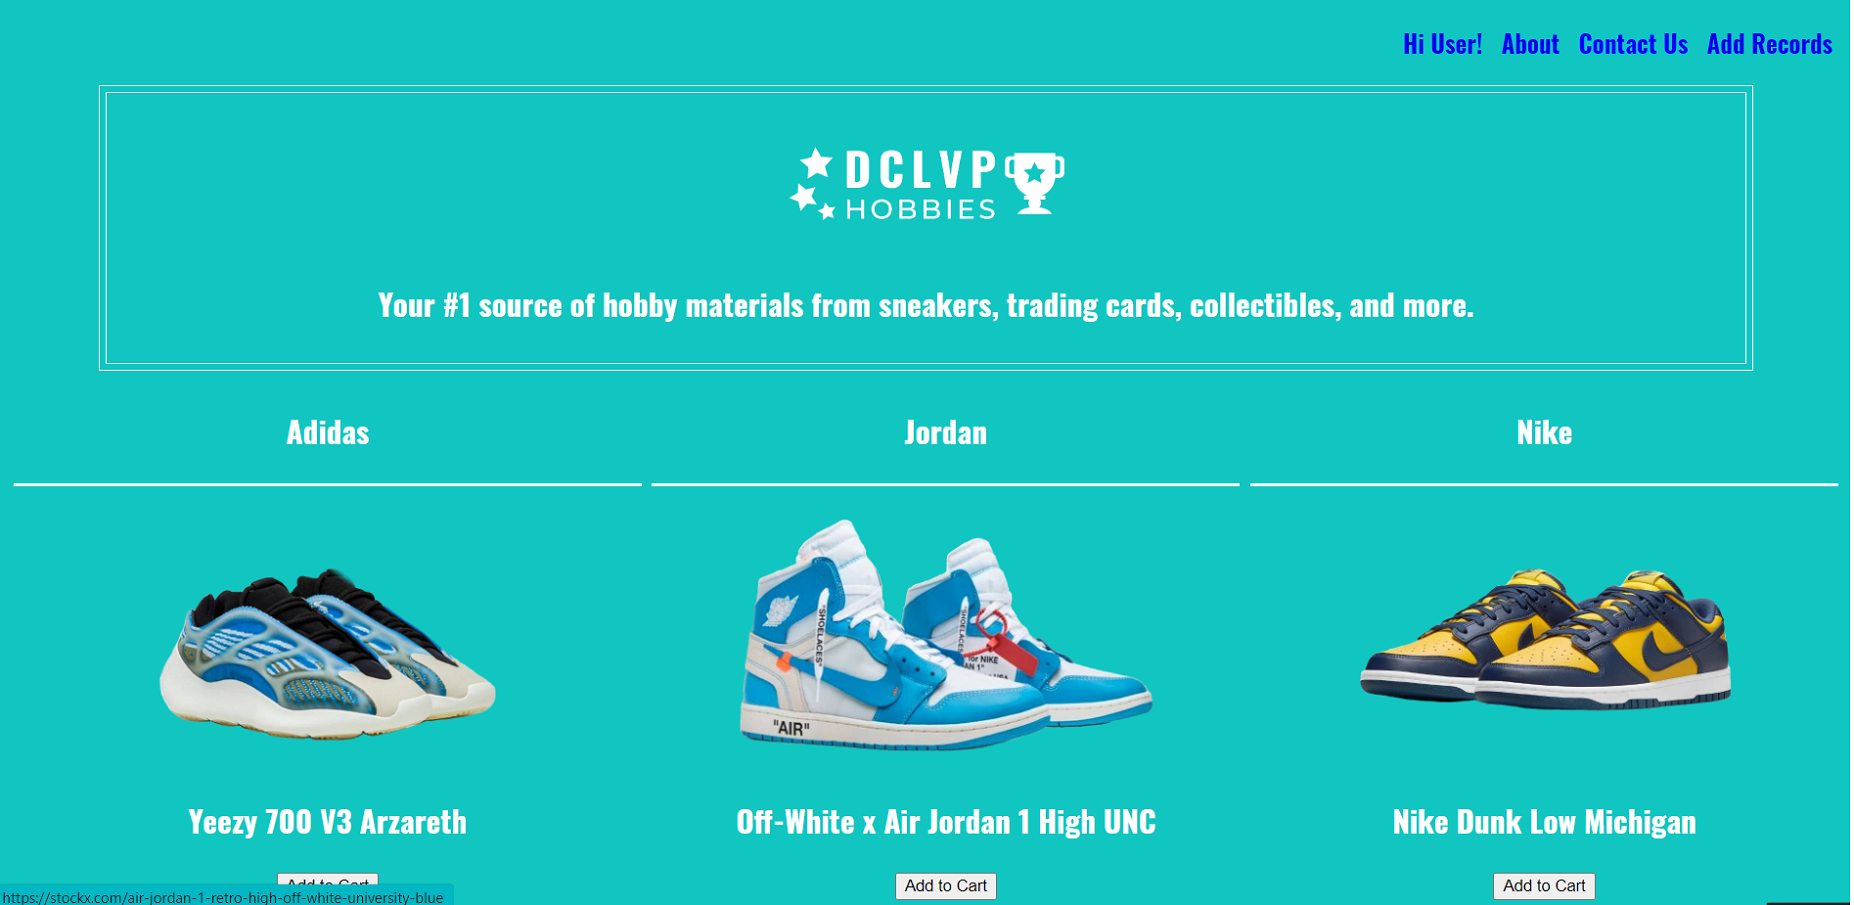 Hi User! About Contact Us Add Records
DCLVP
HOBBIES
Your #1 source of hobby materials from sneakers, trading cards, collectibles, and more.
Adidas Jordan Nike
"SHOELACES" "SHOELACES"
for NIKE
"AIR"
Yeezy 700 V3 Arzareth Off-White x Air Jordan 1 High UNC Nike Dunk Low Michigan
Add to Cart Add to Cart Add to Cart
https://stockx.com/air-jordan-1-retro-high-off-white-university-blue